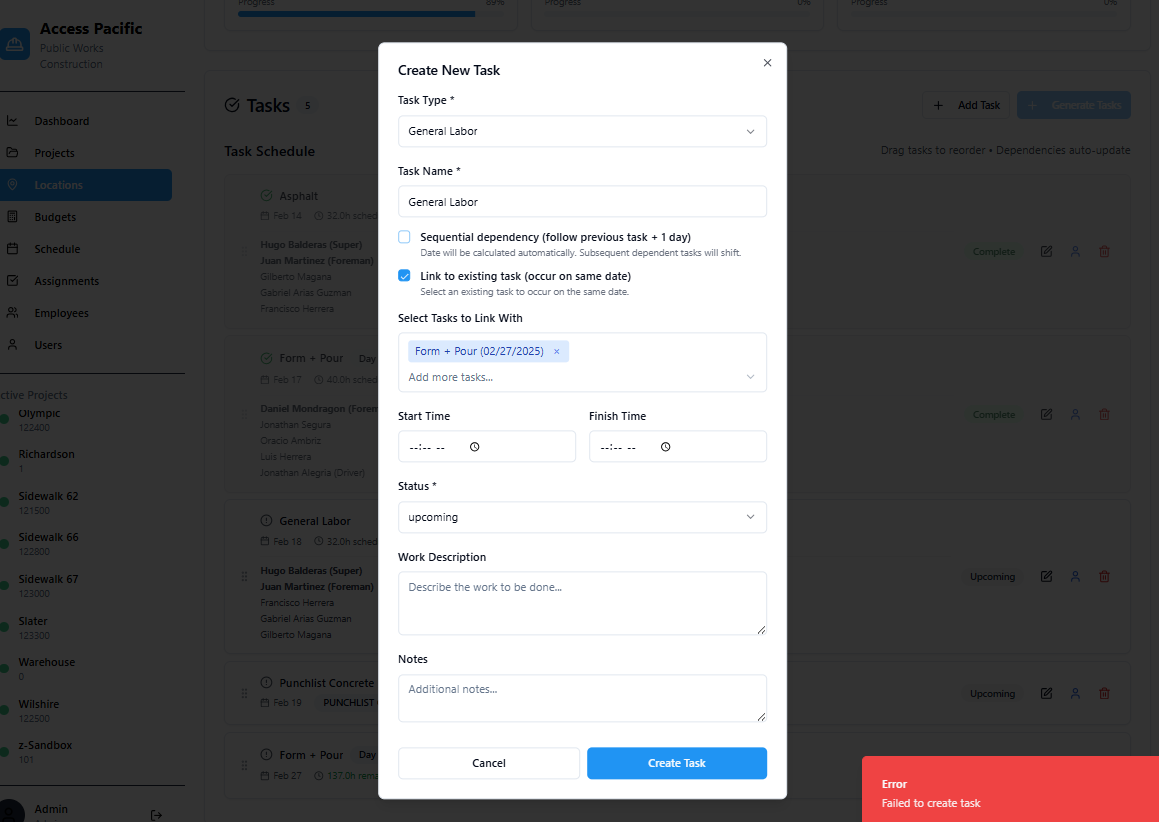 Progress
89%
Progress
0%
Progress
0%
Access Pacific
Public Works
Construction
Dashboard
Projects
Locations
Budgets
Schedule
Assignments
Employees
Users
ctive Projects
Olympic
122400
Richardson
1
Sidewalk 62
121500
Sidewalk 66
122800
Sidewalk 67
123000
Slater
123300
Warehouse
0
Wilshire
122500
z-Sandbox
101
Admin
Tasks 5
+ Add Task
+ Generate Tasks
Task Schedule
Drag tasks to reorder • Dependencies auto-update
Asphalt
Feb 14 32.0h sched
Hugo Balderas (Super)
Juan Martinez (Foreman)
Gilberto Magana
Gabriel Arias Guzman
Francisco Herrera
Complete
Form + Pour Day
Feb 17 40.0h sched
Daniel Mondragon (Forem
Jonathan Segura
Oracio Ambriz
Luis Herrera
Jonathan Alegria (Driver)
Complete
General Labor
Feb 18 32.0h sched
Hugo Balderas (Super)
Juan Martinez (Foreman)
Francisco Herrera
Gabriel Arias Guzman
Gilberto Magana
Upcoming
Punchlist Concrete
Feb 19 PUNCHLIST
Upcoming
Form + Pour Day
Feb 27 137.0h rema
Create New Task
Task Type *
General Labor
Task Name *
General Labor
Sequential dependency (follow previous task + 1 day)
Date will be calculated automatically. Subsequent dependent tasks will shift.
Link to existing task (occur on same date)
Select an existing task to occur on the same date.
Select Tasks to Link With
Form + Pour (02/27/2025) ×
Add more tasks...
Start Time
Finish Time
--:-- --
--:-- --
Status *
upcoming
Work Description
Describe the work to be done...
Notes
Additional notes...
Cancel
Create Task
Error
Failed to create task